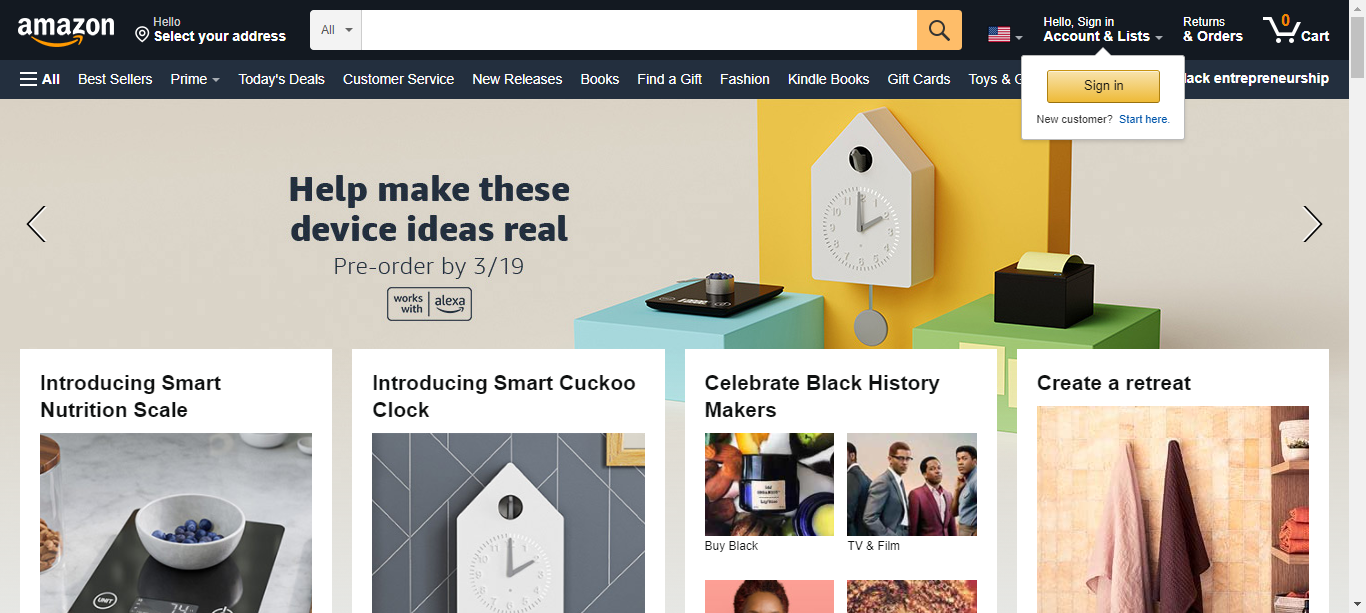 amazon
Hello
Select your address
All
Hello, Sign in
Account & Lists
Returns
& Orders
0
Cart
All
Best Sellers
Prime
Today's Deals
Customer Service
New Releases
Books
Find a Gift
Fashion
Kindle Books
Gift Cards
Toys & G
lack entrepreneurship
Sign in
New customer? Start here.
Help make these
device ideas real
Pre-order by 3/19
works
with
alexa
Introducing Smart
Nutrition Scale
Introducing Smart Cuckoo
Clock
Celebrate Black History
Makers
Create a retreat
Buy Black
TV & Film
UNIT